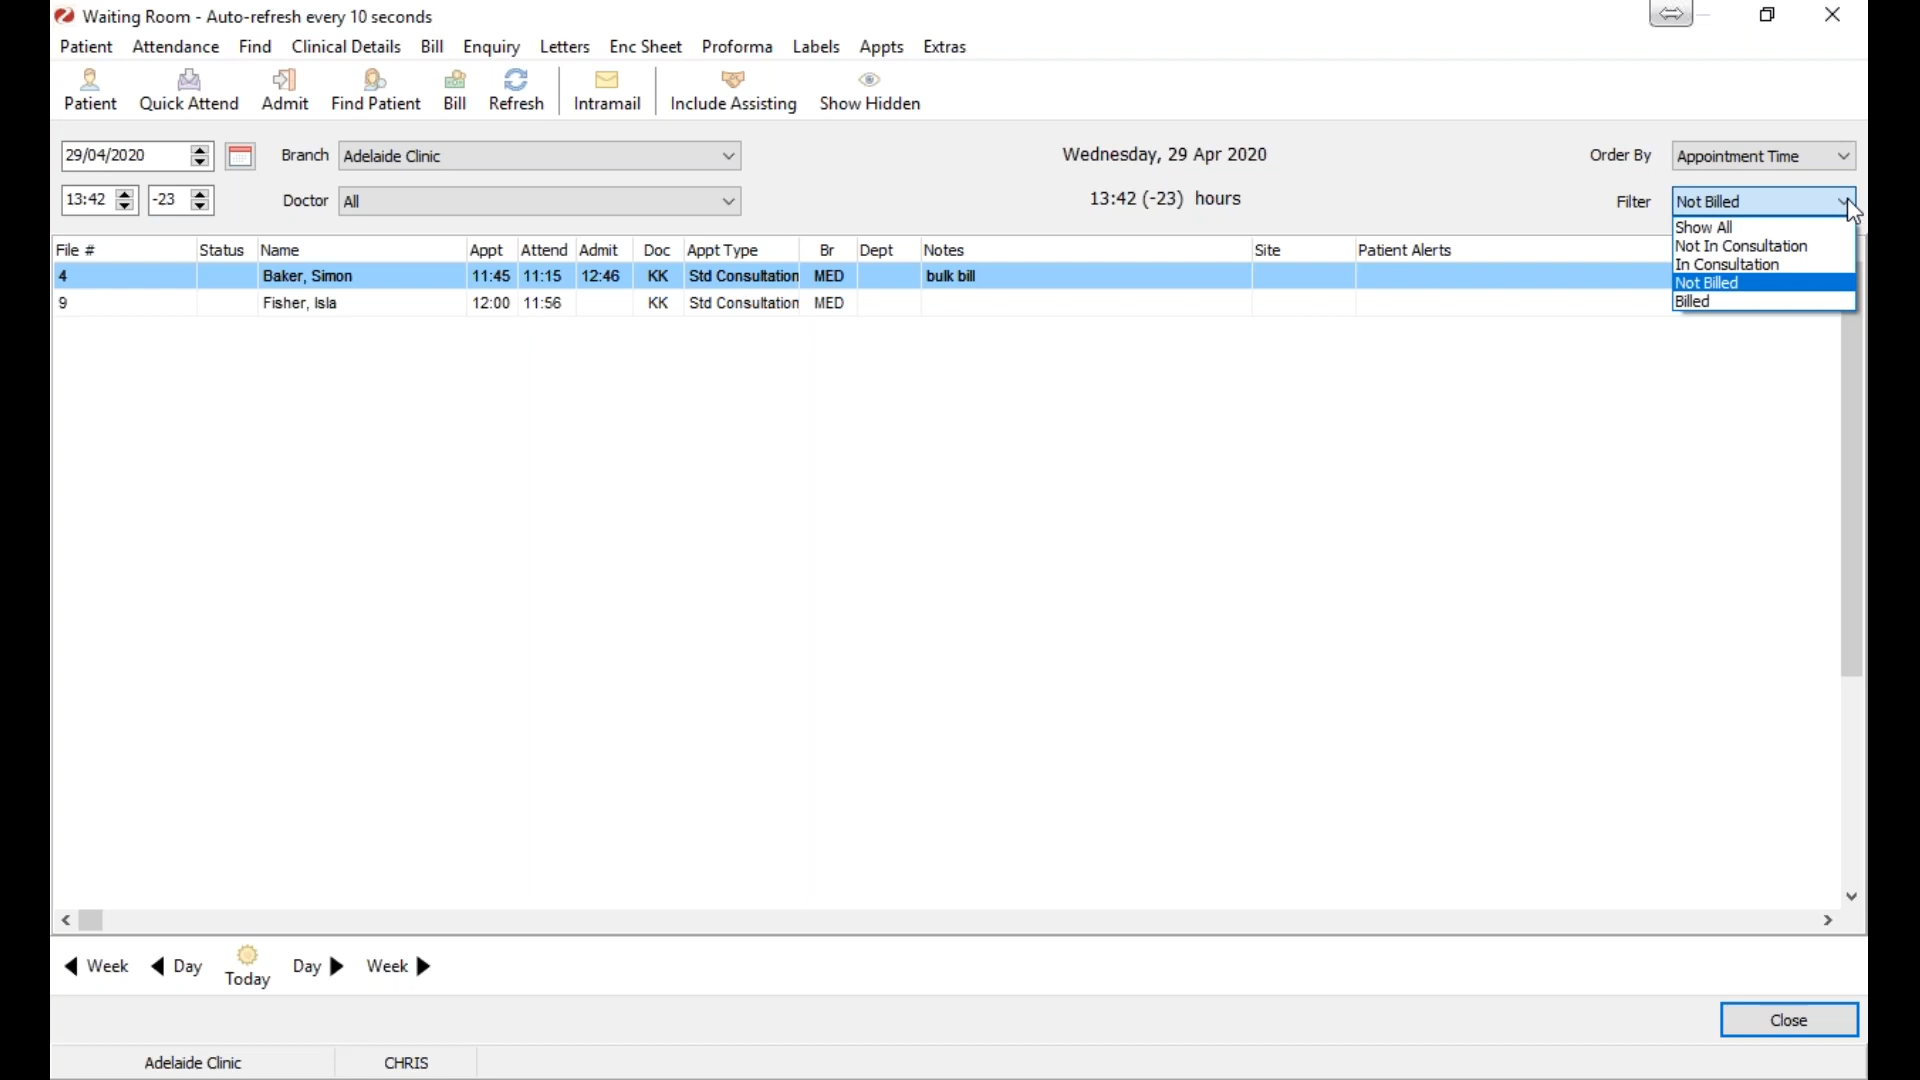 Waiting Room - Auto-refresh every 10 seconds
Patient Attendance Find Clinical Details Bill Enquiry Letters Enc Sheet Proforma Labels Appts Extras
Patient Quick Attend Admit Find Patient Bill Refresh Intramail Include Assisting Show Hidden
29/04/2020 Branch Adelaide Clinic Wednesday, 29 Apr 2020 Order By Appointment Time
13:42 -23 Doctor All 13:42 (-23) hours Filter Not Billed
Show All
Not In Consultation
In Consultation
Not Billed
Billed
File # Status Name Appt Attend Admit Doc Appt Type Br Dept Notes Site Patient Alerts
4 Baker, Simon 11:45 11:15 12:46 KK Std Consultation MED bulk bill
9 Fisher, Isla 12:00 11:56 KK Std Consultation MED
Week Day Today Day Week
Close
Adelaide Clinic CHRIS